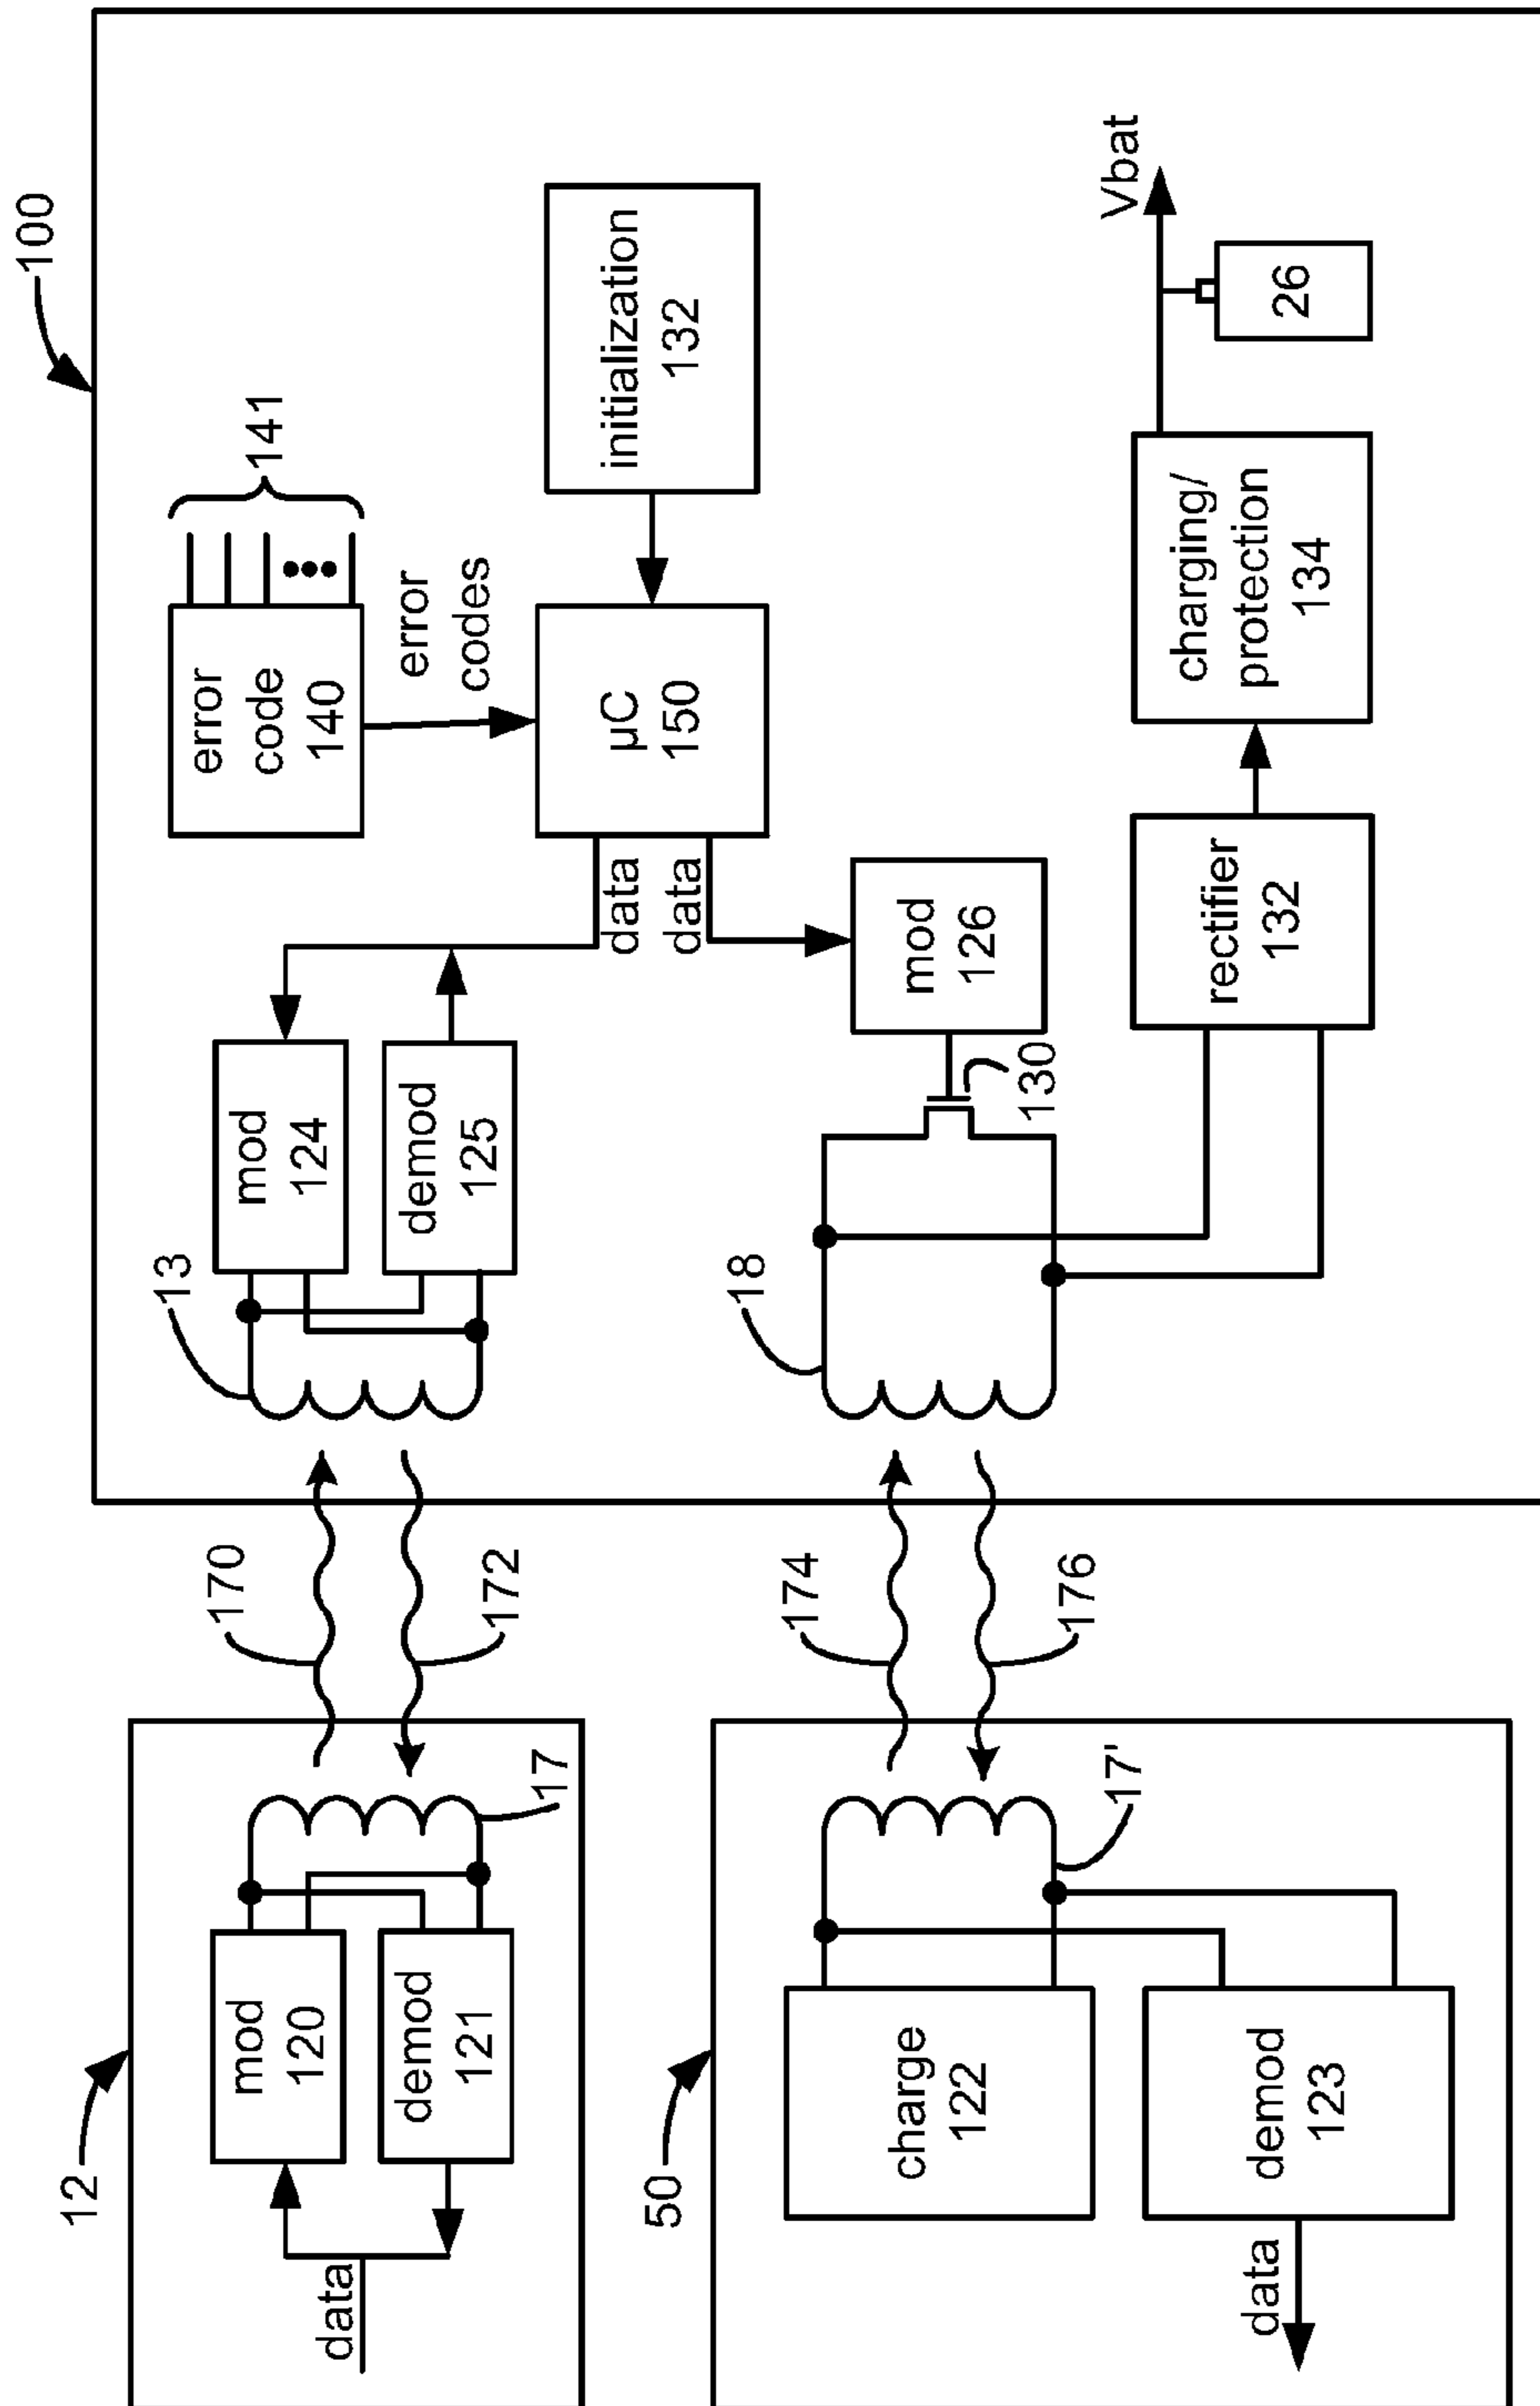 100
12
data
mod
120
demod
121
17
170
172
13
mod
124
demod
125
error
code
140
141
error
codes
data
data
µC
150
initialization
132
50
charge
122
demod
123
data
17'
174
176
18
130
mod
126
rectifier
132
charging/
protection
134
Vbat
26